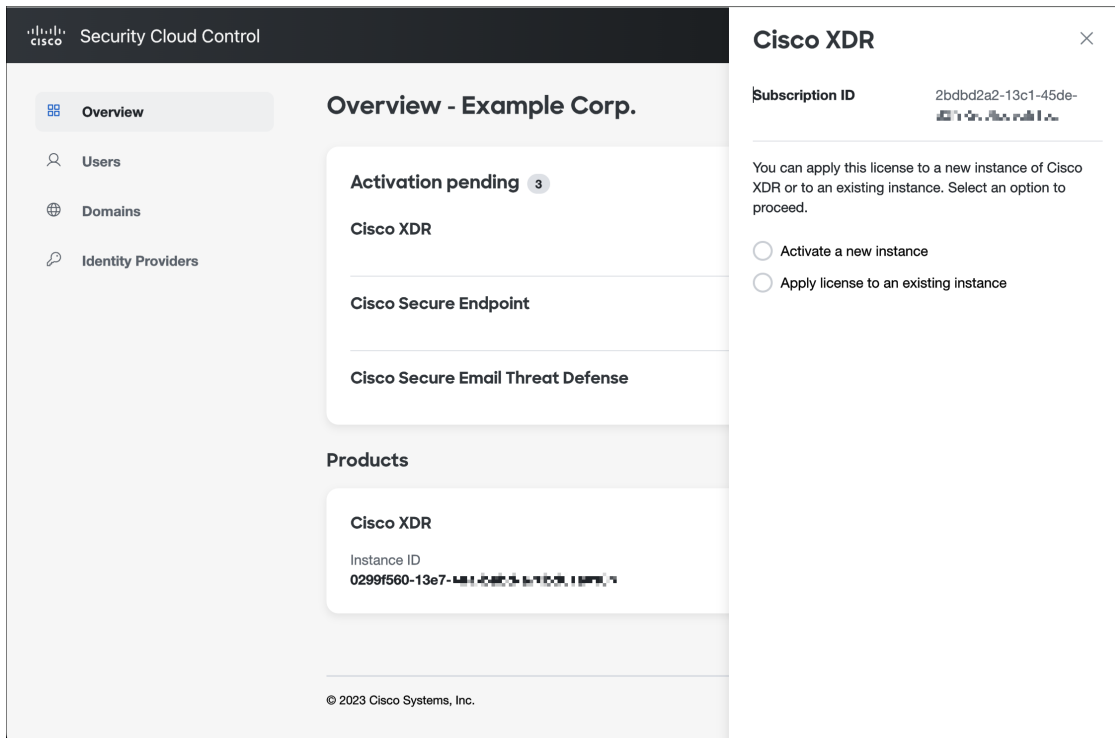 cisco
Security Cloud Control
Overview
Users
Domains
Identity Providers
Overview - Example Corp.
Activation pending 3
Cisco XDR
Cisco Secure Endpoint
Cisco Secure Email Threat Defense
Products
Cisco XDR
Instance ID
0299f560-13e7-
© 2023 Cisco Systems, Inc.
Cisco XDR
Subscription ID 2bdbd2a2-13c1-45de-
You can apply this license to a new instance of Cisco
XDR or to an existing instance. Select an option to
proceed.
Activate a new instance
Apply license to an existing instance